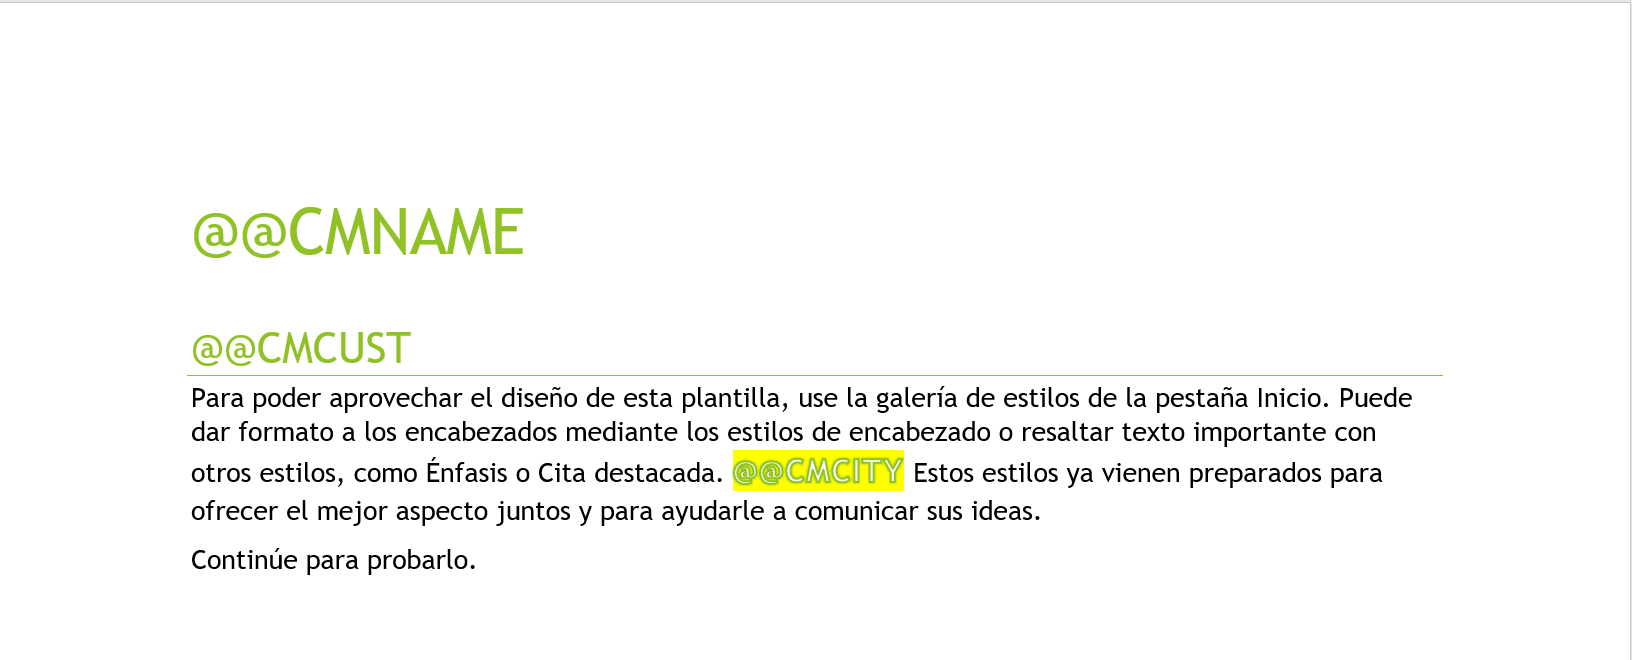 @@CMNAME
@@CMCUST
Para poder aprovechar el diseño de esta plantilla, use la galería de estilos de la pestaña Inicio. Puede
dar formato a los encabezados mediante los estilos de encabezado o resaltar texto importante con
otros estilos, como Énfasis o Cita destacada. @@CMCITY Estos estilos ya vienen preparados para
ofrecer el mejor aspecto juntos y para ayudarle a comunicar sus ideas.
Continúe para probarlo.